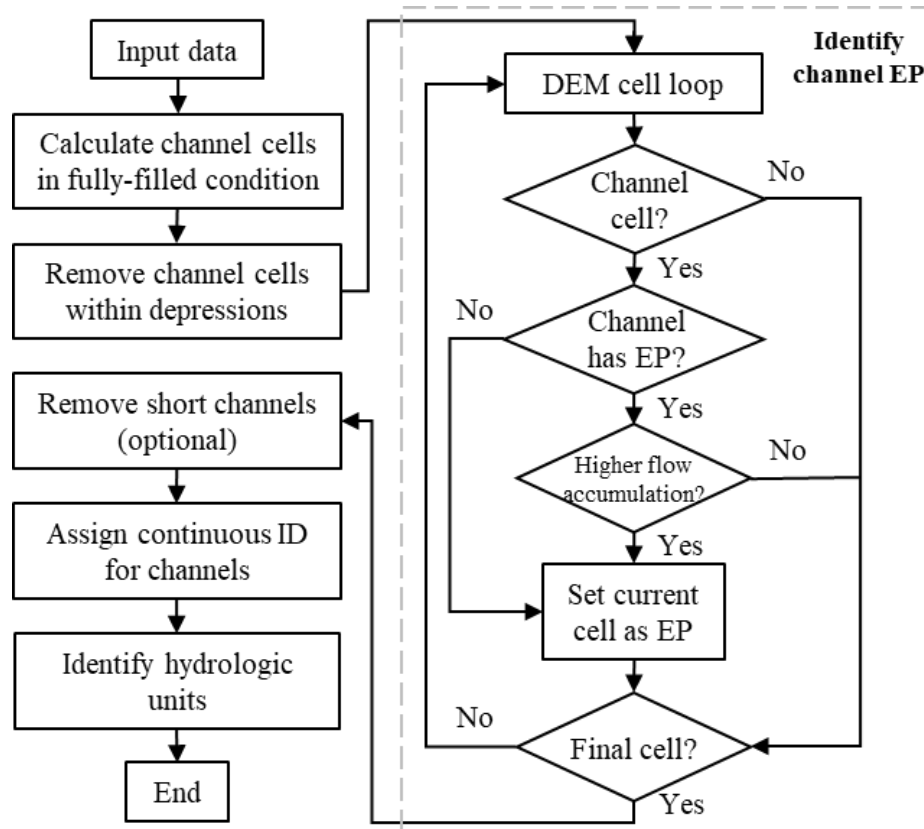 Input data
Calculate channel cells
in fully-filled condition
Remove channel cells
within depressions
Identify
channel EP
DEM cell loop
Channel
cell?
No
Yes
Channel
has EP?
No
Yes
Higher flow
accumulation?
No
Yes
Set current
cell as EP
Final cell?
No
Yes
Remove short channels
(optional)
Assign continuous ID
for channels
Identify hydrologic
units
End